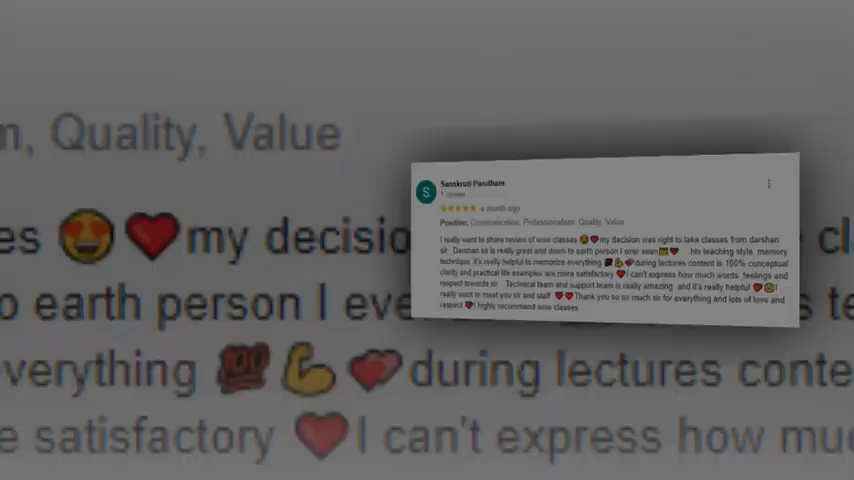 m, Quality, Value
es 😍❤️my decisio
o earth person I eve
verything 💯💪💕during lectures conte
e satisfactory ❤️I can't express how muc
cl
s te
S
Sanskruti Pandhare
1 review
★★★★★ a month ago
Positive: Communication, Professionalism, Quality, Value
I really want to share review of wow classes 😍❤️my decision was right to take classes from darshan
sir Darshan sir is really great and down to earth person I ever seen ❤️ his teaching style memory
technique it's really helpful to memorize everything 💯💪💕during lectures content is 100% conceptual
clarity and practical life examples are more satisfactory ❤️I can't express how much words feelings and
respect towards sir Technical team and support team is really amazing and it's really helpful ❤️😊I
really want to meet you sir and staff ❤️❤️Thank you so so much sir for everything and lots of love and
respect ❤️I highly recommend wow classes